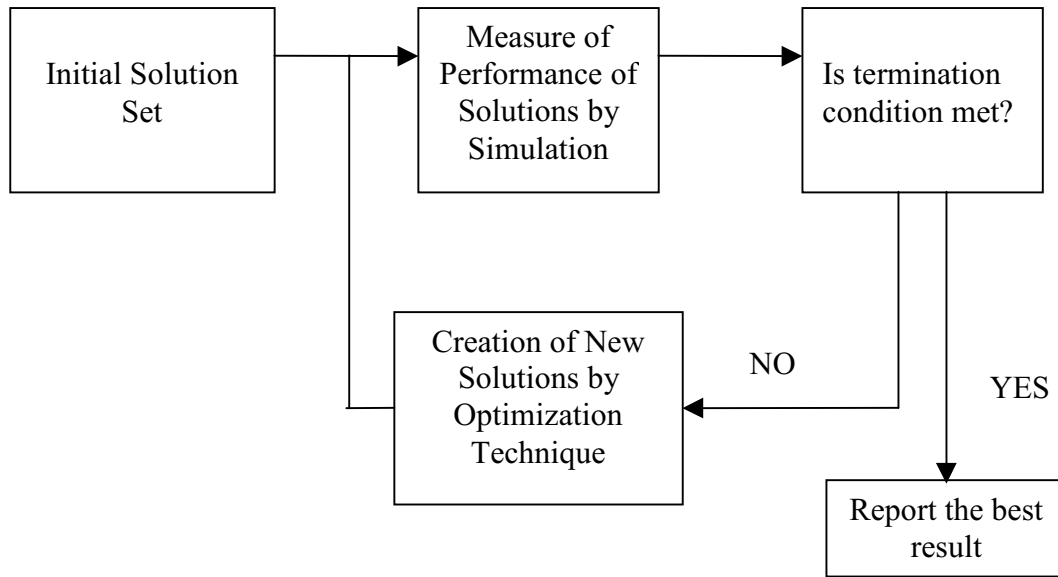 Initial Solution
Set
Measure of
Performance of
Solutions by
Simulation
Is termination
condition met?
Creation of New
Solutions by
Optimization
Technique
NO
YES
Report the best
result